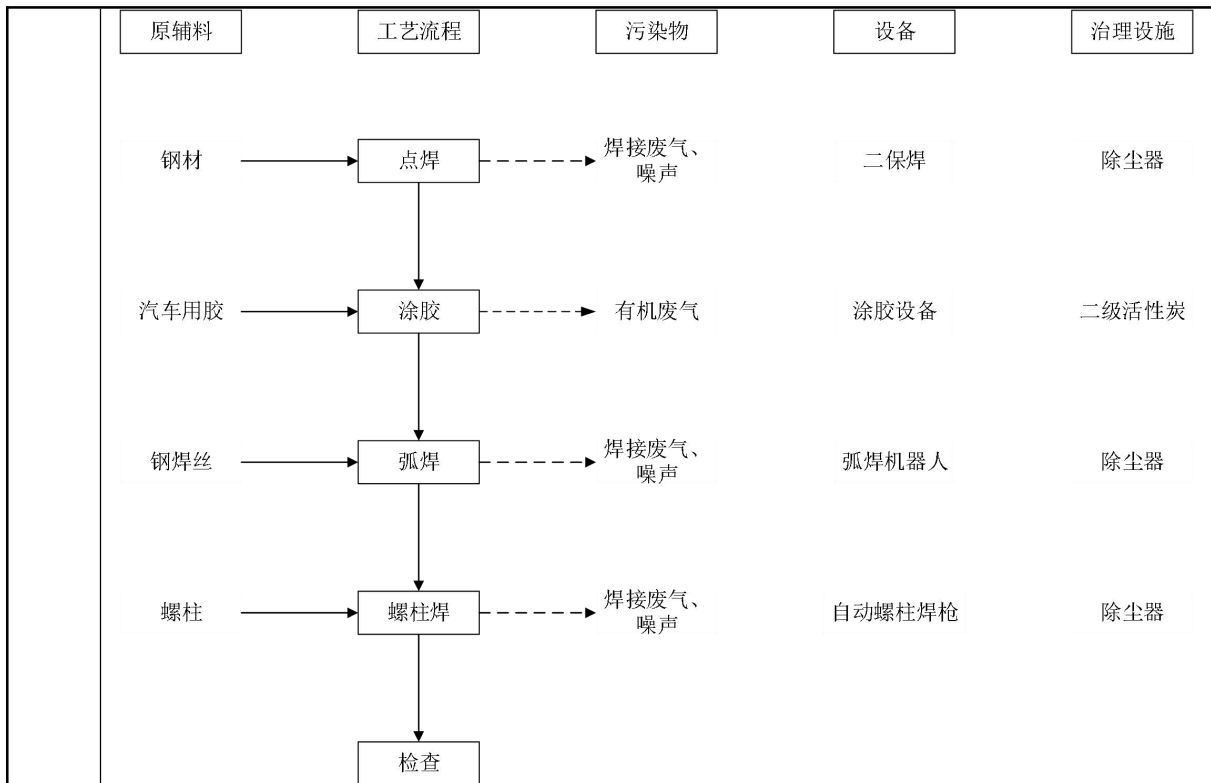 原辅料
工艺流程
污染物
设备
治理设施
钢材
点焊
焊接废气、
噪声
二保焊
除尘器
汽车用胶
涂胶
有机废气
涂胶设备
二级活性炭
钢焊丝
弧焊
焊接废气、
噪声
弧焊机器人
除尘器
螺柱
螺柱焊
焊接废气、
噪声
自动螺柱焊枪
除尘器
检查